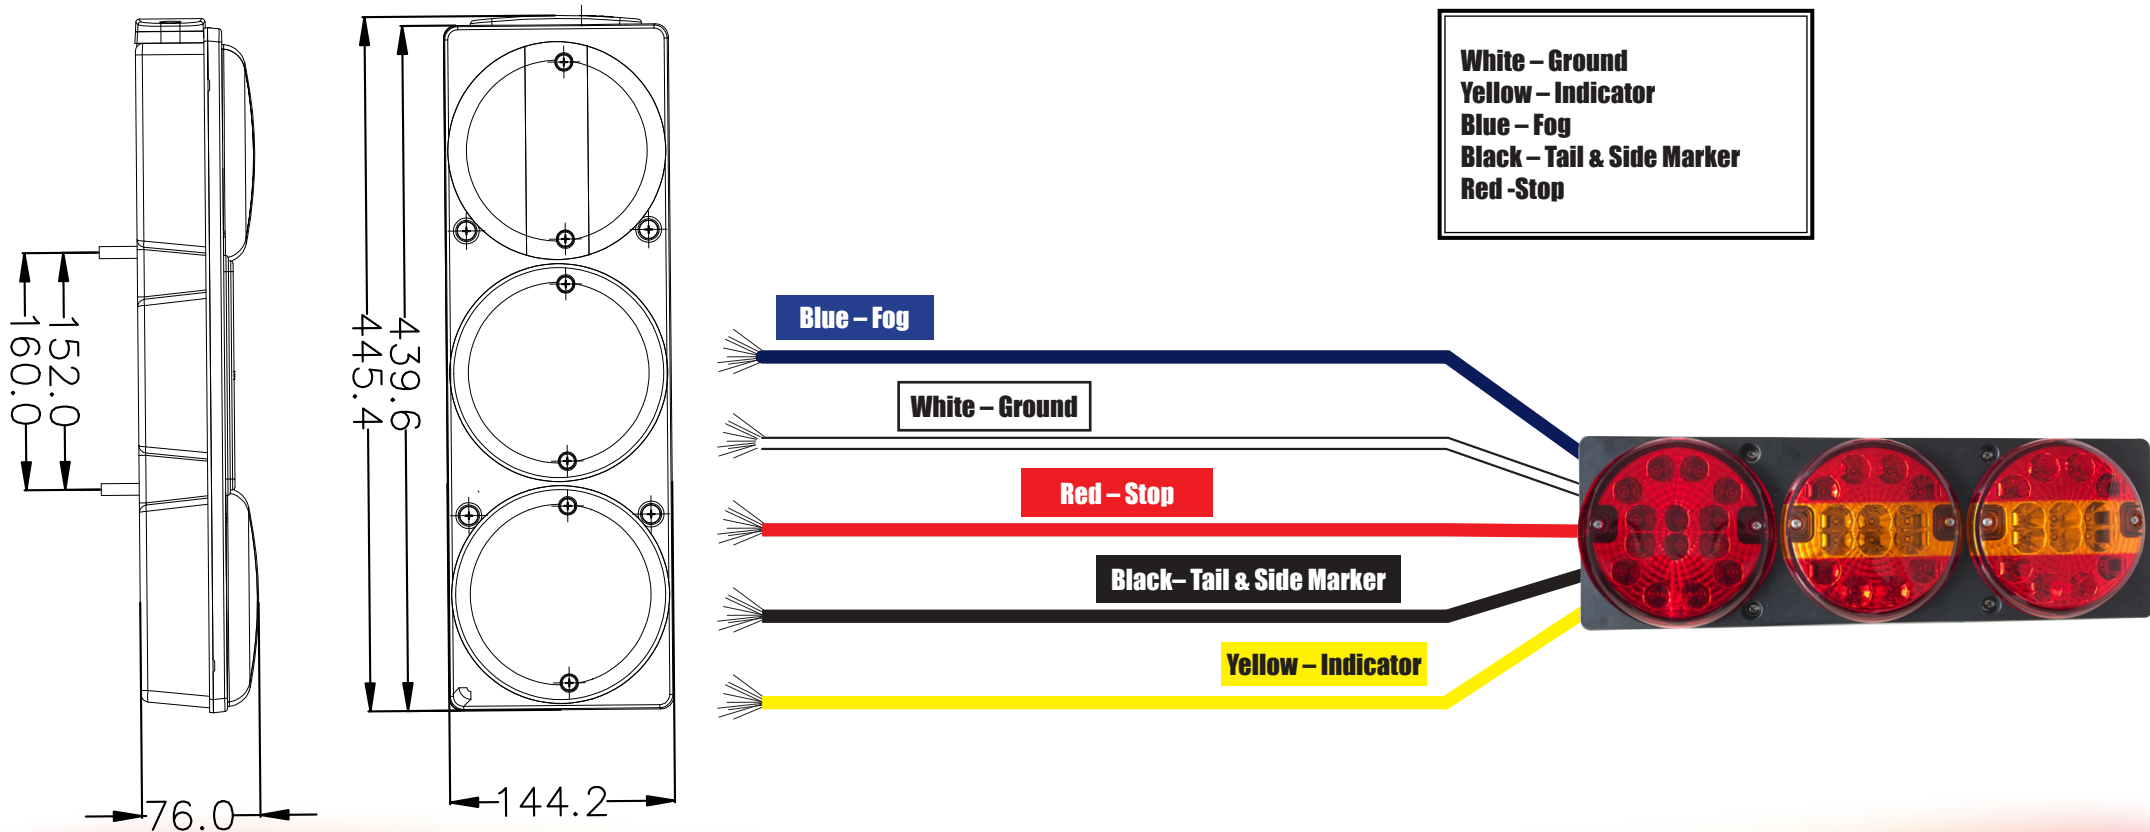 White – Ground
Yellow – Indicator
Blue – Fog
Black – Tail & Side Marker
Red -Stop
160.0
152.0
445.4
439.6
76.0
144.2
Blue – Fog
White – Ground
Red – Stop
Black– Tail & Side Marker
Yellow – Indicator